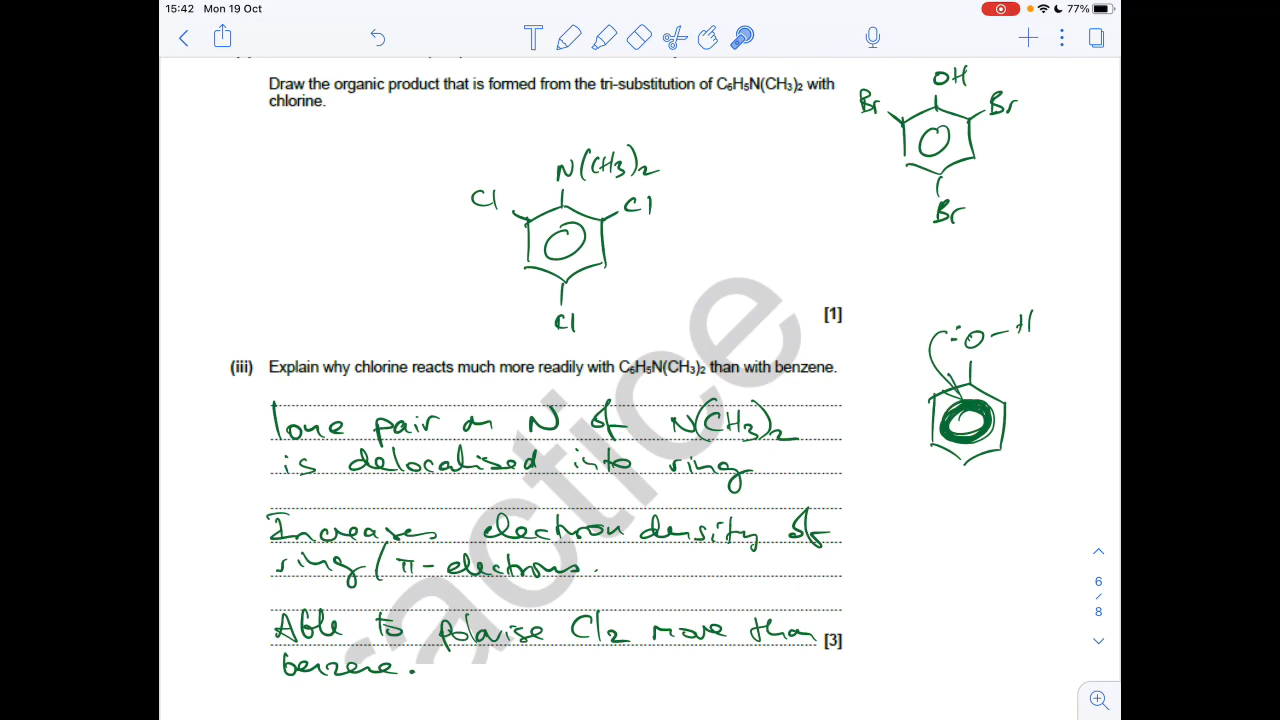 15:42 Mon 19 Oct
77%
Draw the organic product that is formed from the tri-substitution of C₆H₅N(CH₃)₂ with
chlorine.
OH
Br Br
Br
N(CH3)2
Cl Cl
Cl
[1]
:O-H
(iii) Explain why chlorine reacts much more readily with C₆H₅N(CH₃)₂ than with benzene.
lone pair on N of N(CH3)2
is delocalised into ring
Increases electron density of
ring / π-electrons.
Able to polarise Cl2 more than
benzene.
[3]
6
/
8
actice